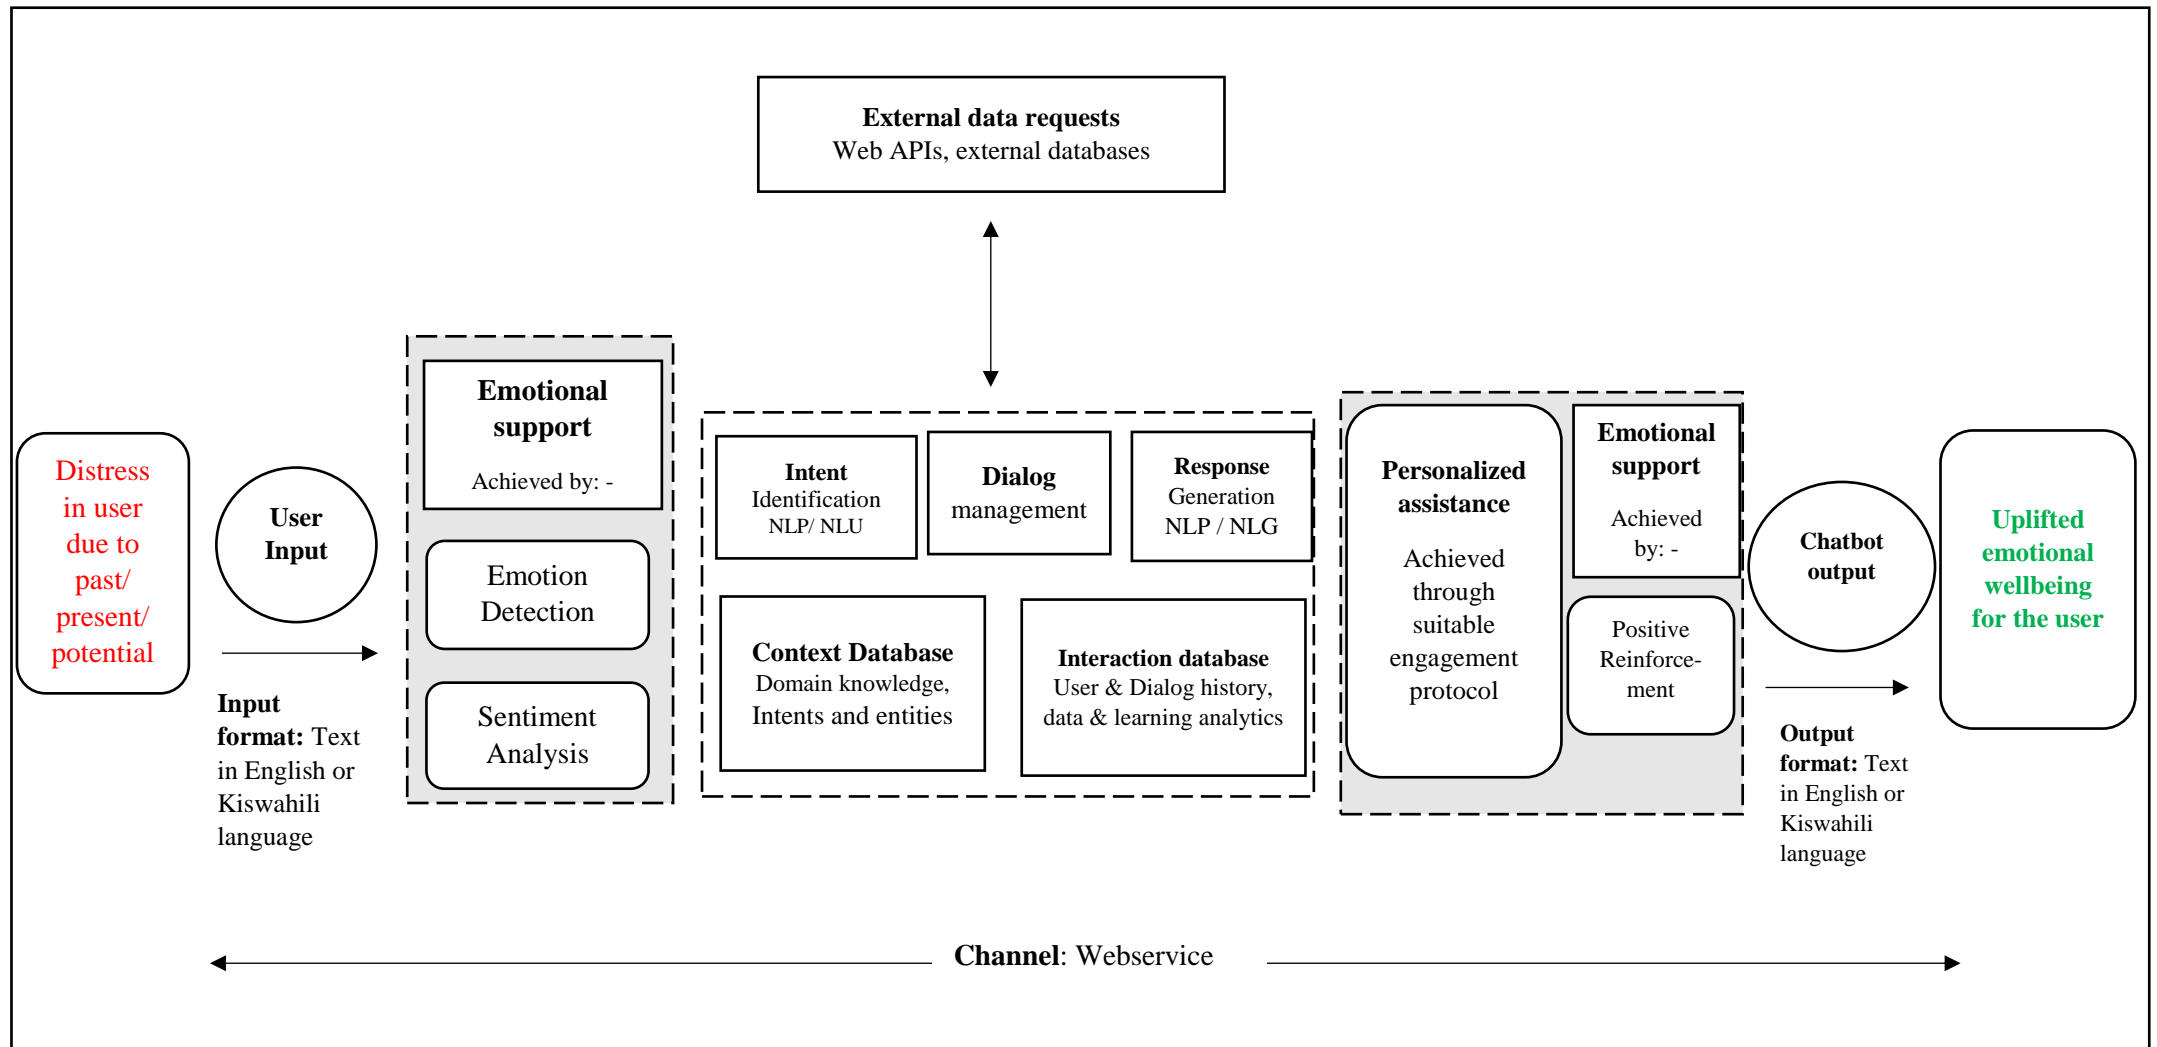 External data requests
Web APIs, external databases
Distress
in user
due to
past/
present/
potential
User
Input
Input
format: Text
in English or
Kiswahili
language
Emotional
support
Achieved by: -
Emotion
Detection
Sentiment
Analysis
Intent
Identification
NLP/ NLU
Dialog
management
Response
Generation
NLP / NLG
Context Database
Domain knowledge,
Intents and entities
Interaction database
User & Dialog history,
data & learning analytics
Personalized
assistance
Achieved
through
suitable
engagement
protocol
Emotional
support
Achieved
by: -
Positive
Reinforce-
ment
Chatbot
output
Output
format: Text
in English or
Kiswahili
language
Uplifted
emotional
wellbeing
for the user
Channel: Webservice